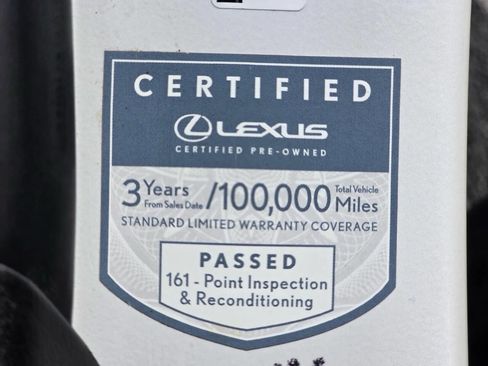 CERTIFIED
LEXUS
CERTIFIED PRE-OWNED
3 Years From Sales Date /100,000 Total Vehicle Miles
STANDARD LIMITED WARRANTY COVERAGE
PASSED
161 - Point Inspection
& Reconditioning